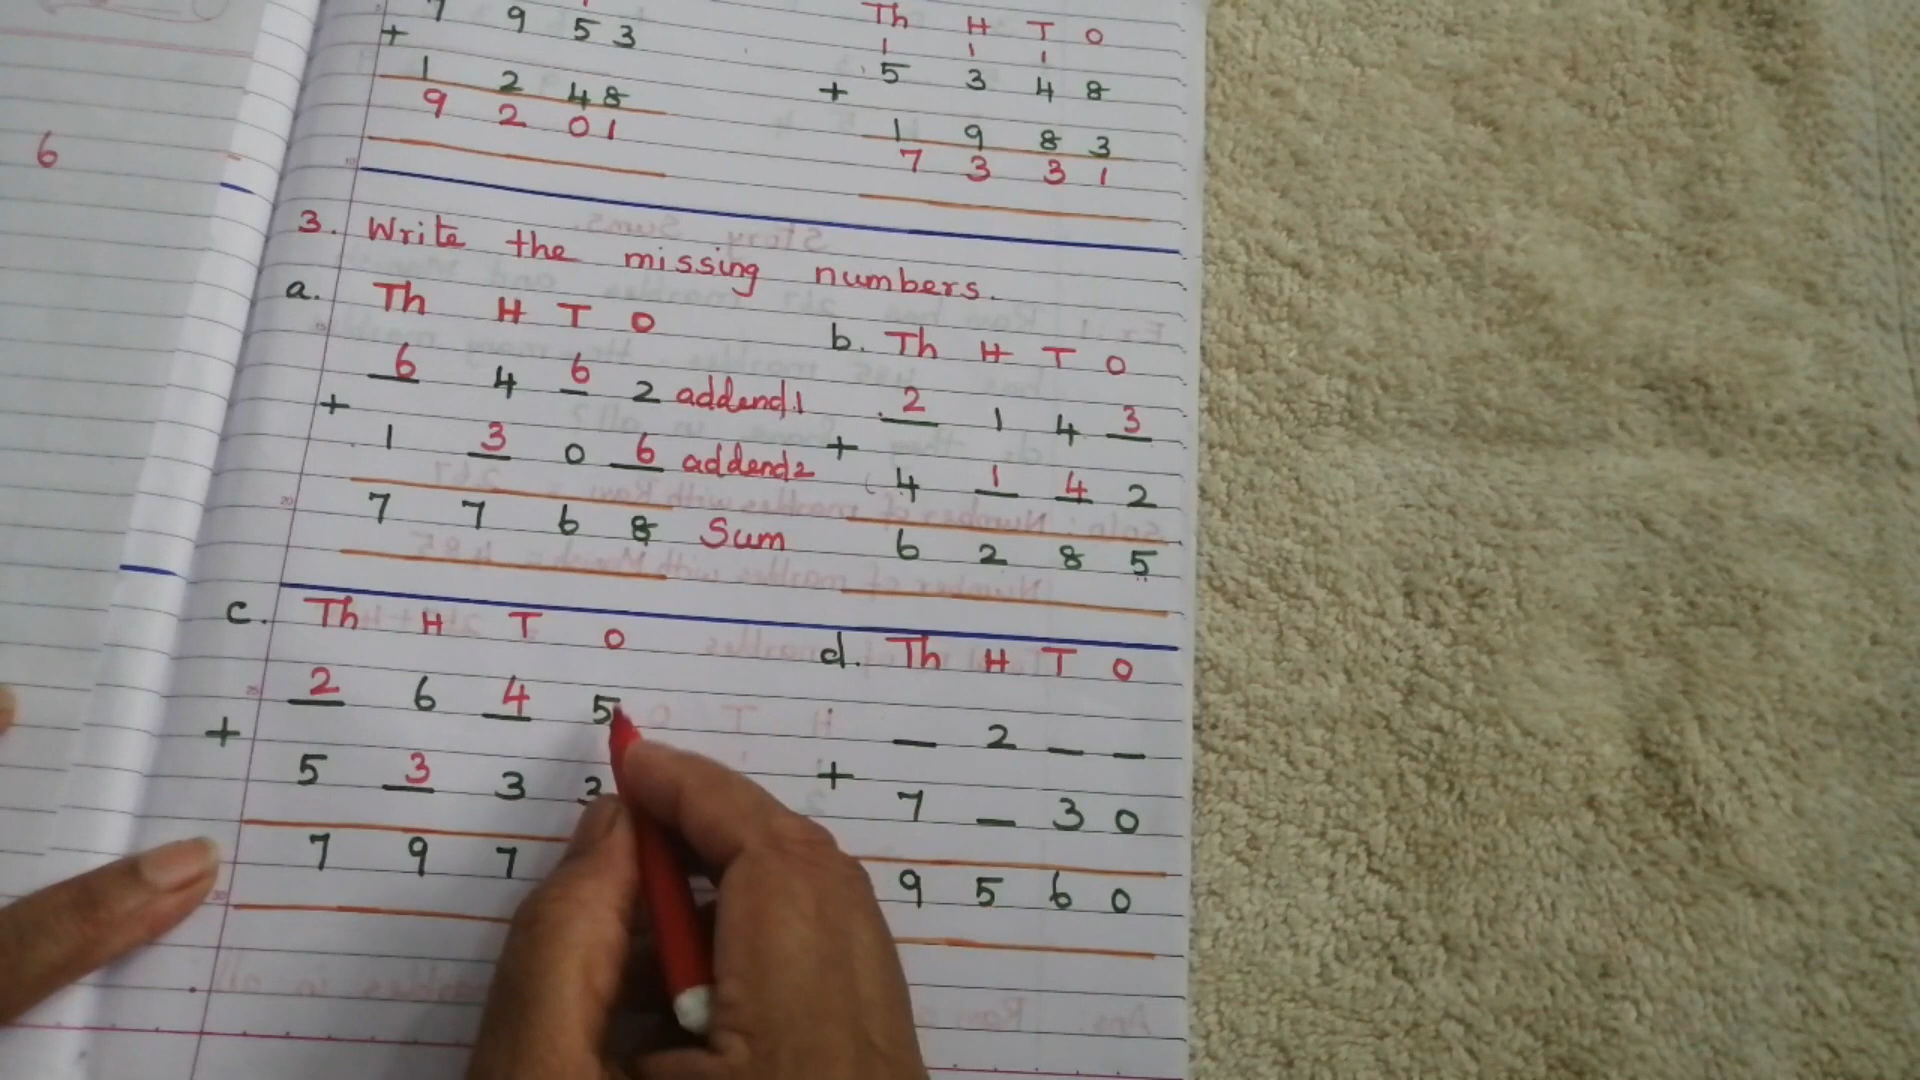 7 9 5 3
+
1 2 4 8
9 2 0 1
Th H T O
1 1 1
5 3 4 8
+
1 9 8 3
7 3 3 1
6
3. Write the missing numbers.
a. Th H T O
6 4 6 2 addend1
+
1 3 0 6 addend2
7 7 6 8 Sum
b. Th H T O
2 1 4 3
+
4 1 4 2
6 2 8 5
c. Th H T O
2 6 4 5
+
5 3 3 3
7 9 7
d. Th H T O
_ 2 _ _
+
7 _ 3 0
9 5 6 0